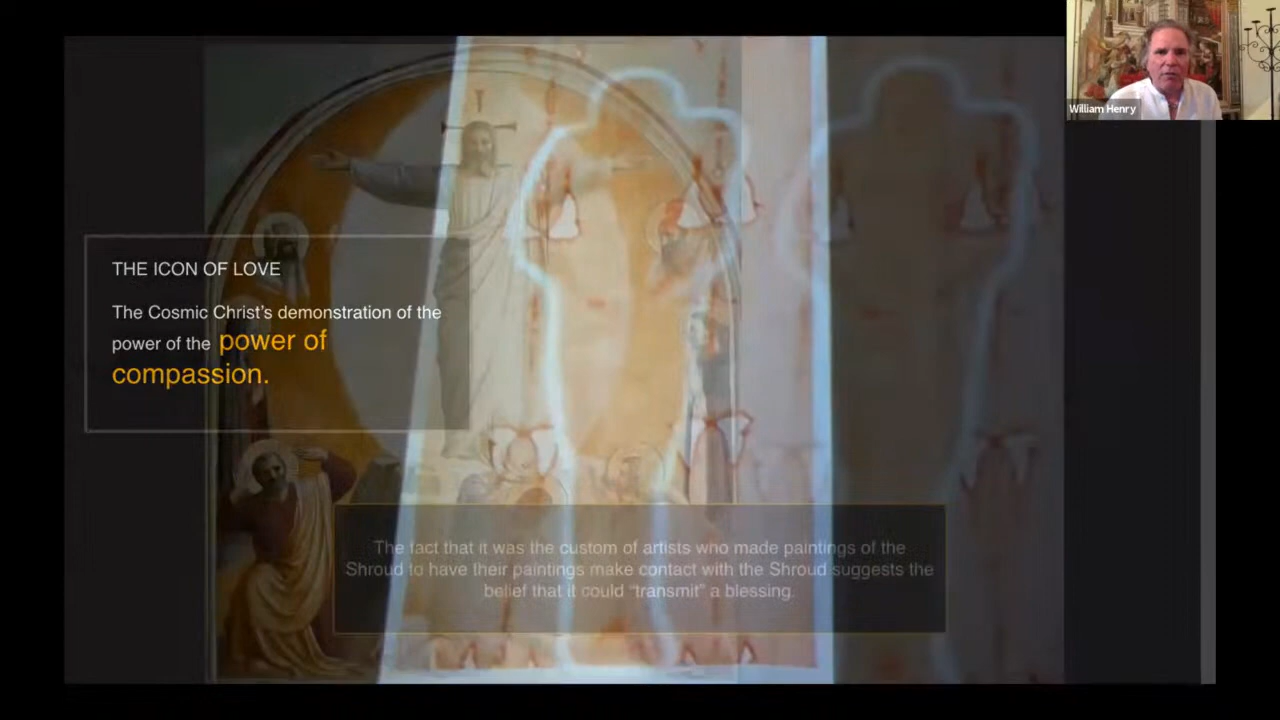 William Henry
THE ICON OF LOVE
The Cosmic Christ's demonstration of the
power of the power of
compassion.
The fact that it was the custom of artists who made paintings of the
Shroud to have their paintings make contact with the Shroud suggests the
belief that it could “transmit” a blessing.